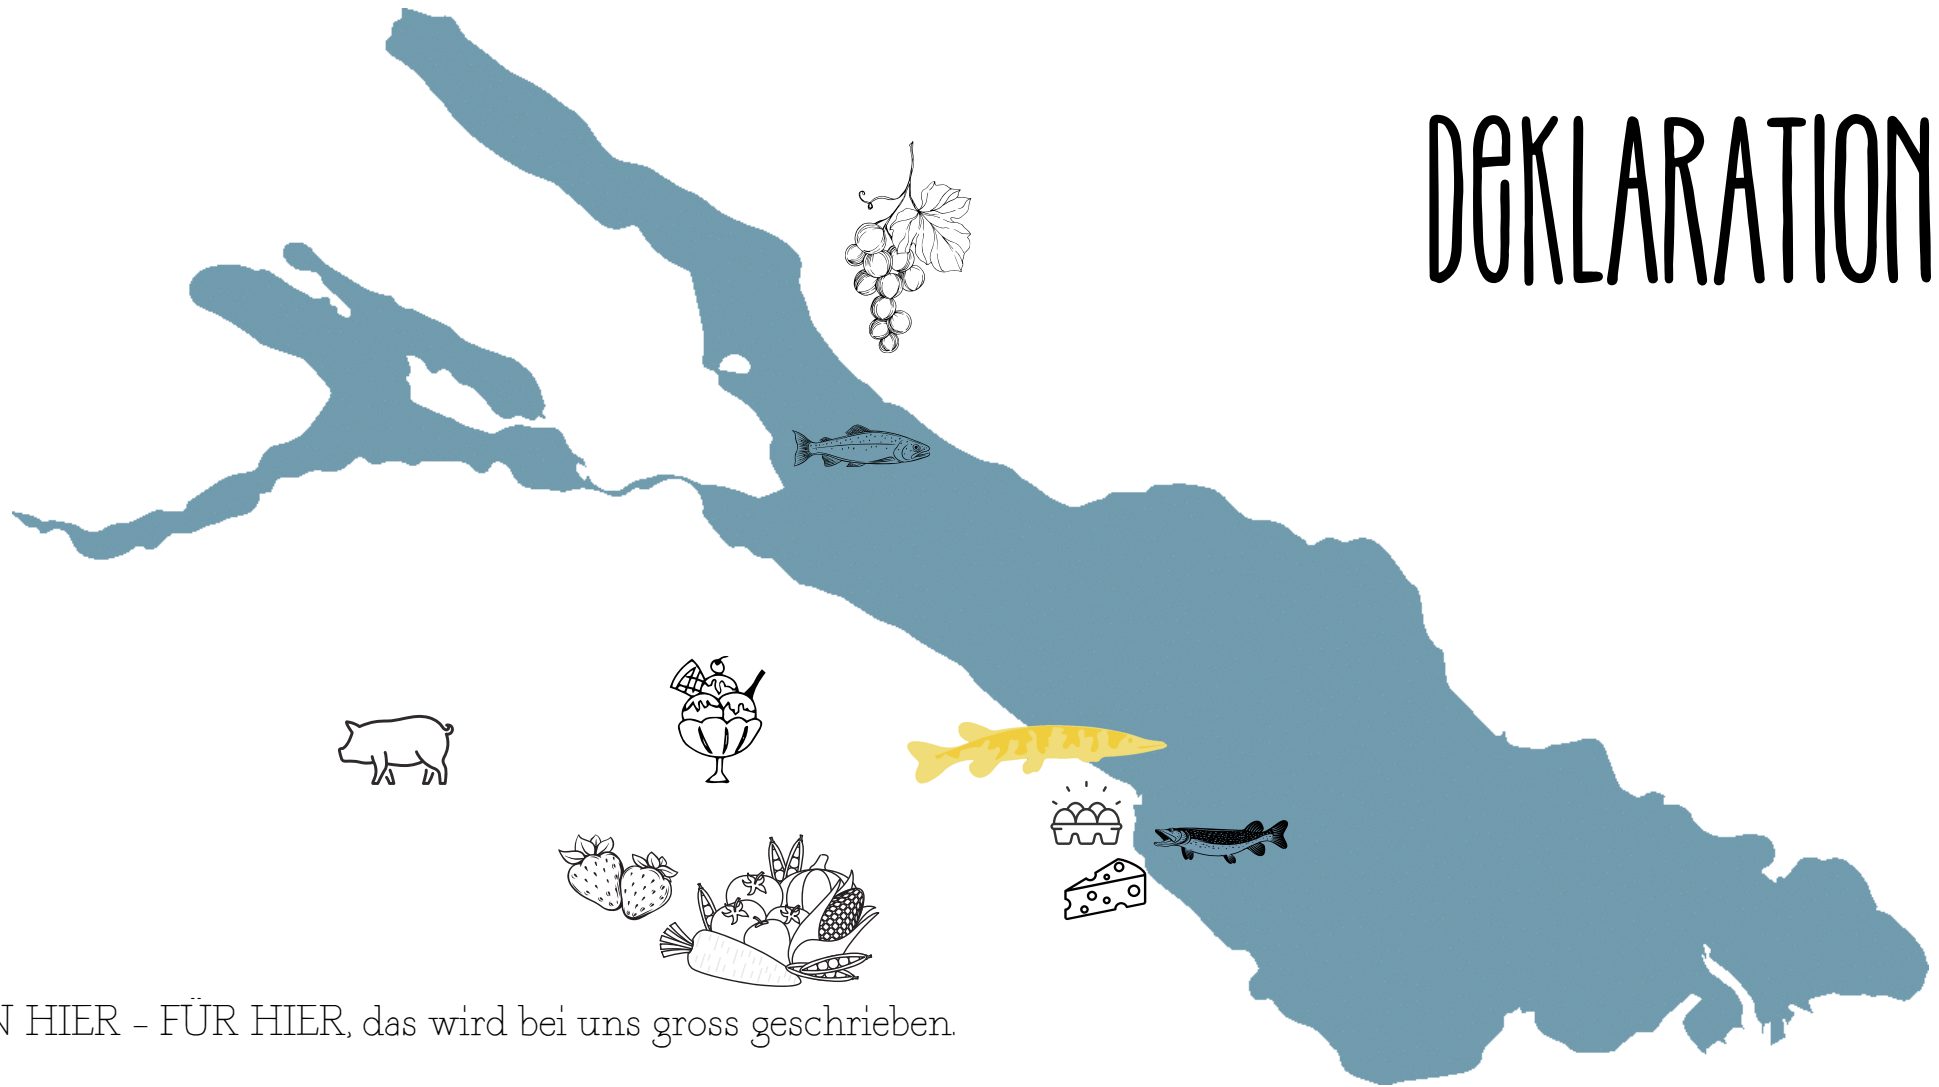 DeKLARATION
N HIER – FÜR HIER, das wird bei uns gross geschrieben.